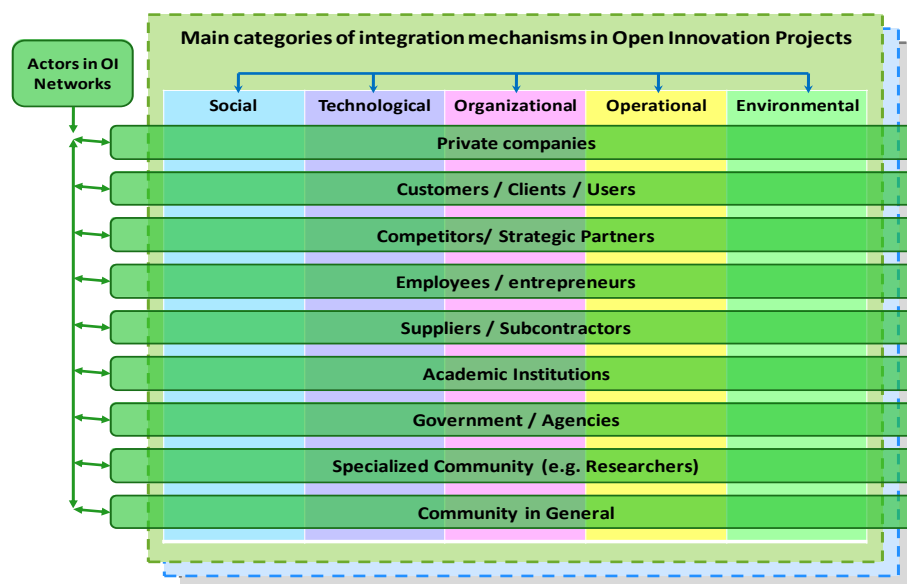 Main categories of integration mechanisms in Open Innovation Projects
Actors in OI
Networks
Social
Technological
Organizational
Operational
Environmental
Private companies
Customers / Clients / Users
Competitors/ Strategic Partners
Employees / entrepreneurs
Suppliers / Subcontractors
Academic Institutions
Government / Agencies
Specialized Community (e.g. Researchers)
Community in General